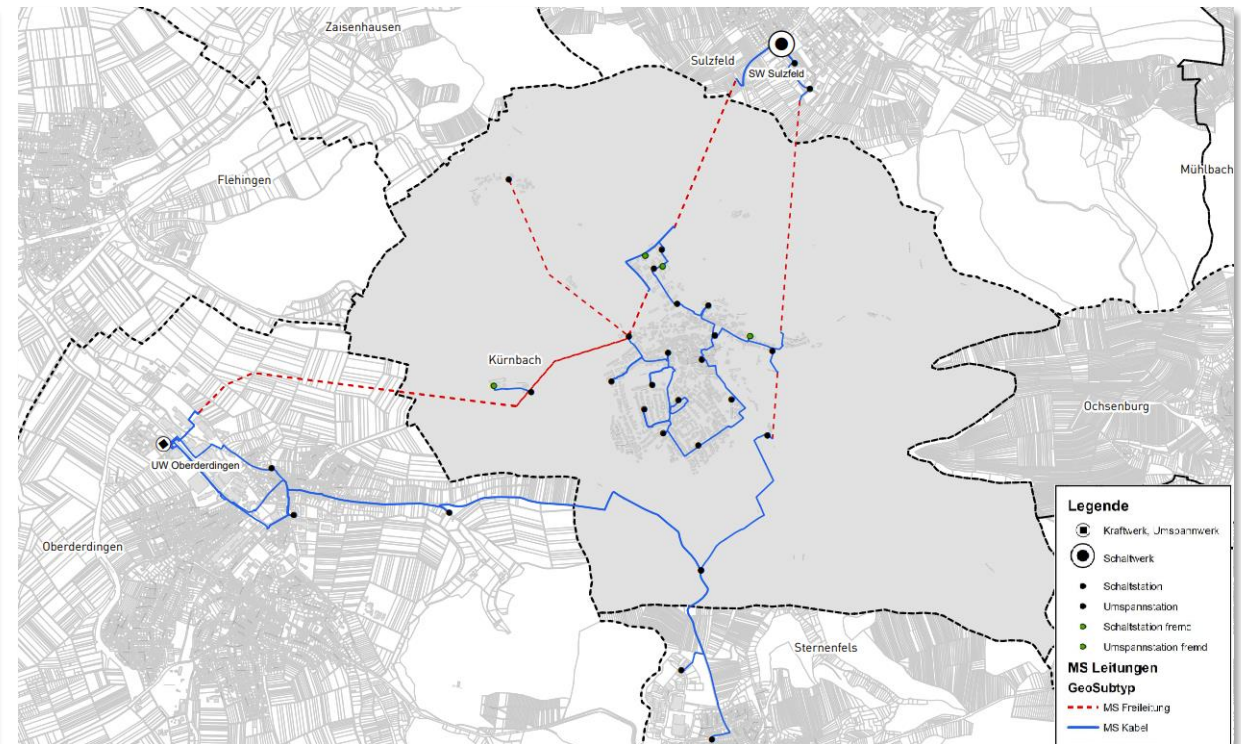 Zaisenhausen
Sulzfeld
SW Sulzfeld
Flehingen
Mühlbach
Kürnbach
Ochsenburg
UW Oberderdingen
Oberderdingen
Sternenfels
Legende
Kraftwerk, Umspannwerk
Schaltwerk
Schaltstation
Umspannstation
Schaltstation fremd
Umspannstation fremd
MS Leitungen
GeoSubtyp
MS Freileitung
MS Kabel